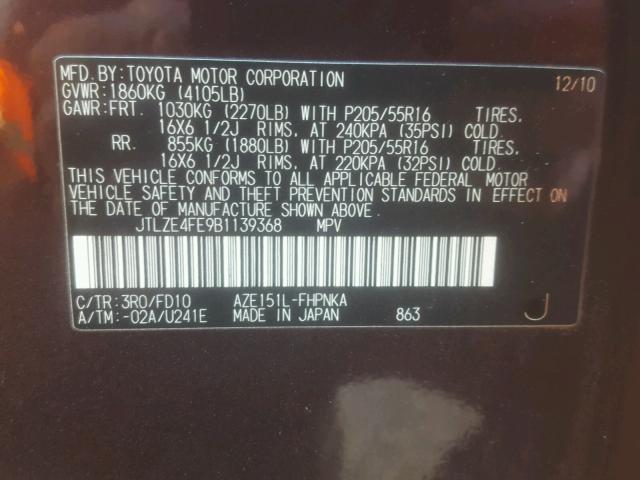 MFD.BY:TOYOTA MOTOR CORPORATION 12/10
GVWR:1860KG (4105LB)
GAWR:FRT. 1030KG (2270LB) WITH P205/55R16 TIRES.
16X6 1/2J RIMS. AT 240KPA (35PSI) COLD.
RR. 855KG (1880LB) WITH P205/55R16 TIRES.
16X6 1/2J RIMS. AT 220KPA (32PSI) COLD.
THIS VEHICLE CONFORMS TO ALL APPLICABLE FEDERAL MOTOR
VEHICLE SAFETY AND THEFT PREVENTION STANDARDS IN EFFECT ON
THE DATE OF MANUFACTURE SHOWN ABOVE.
JTLZE4FE9B1139368 MPV
C/TR:3R0/FD10 AZE151L-FHPNKA
A/TM:-02A/U241E MADE IN JAPAN 863 J